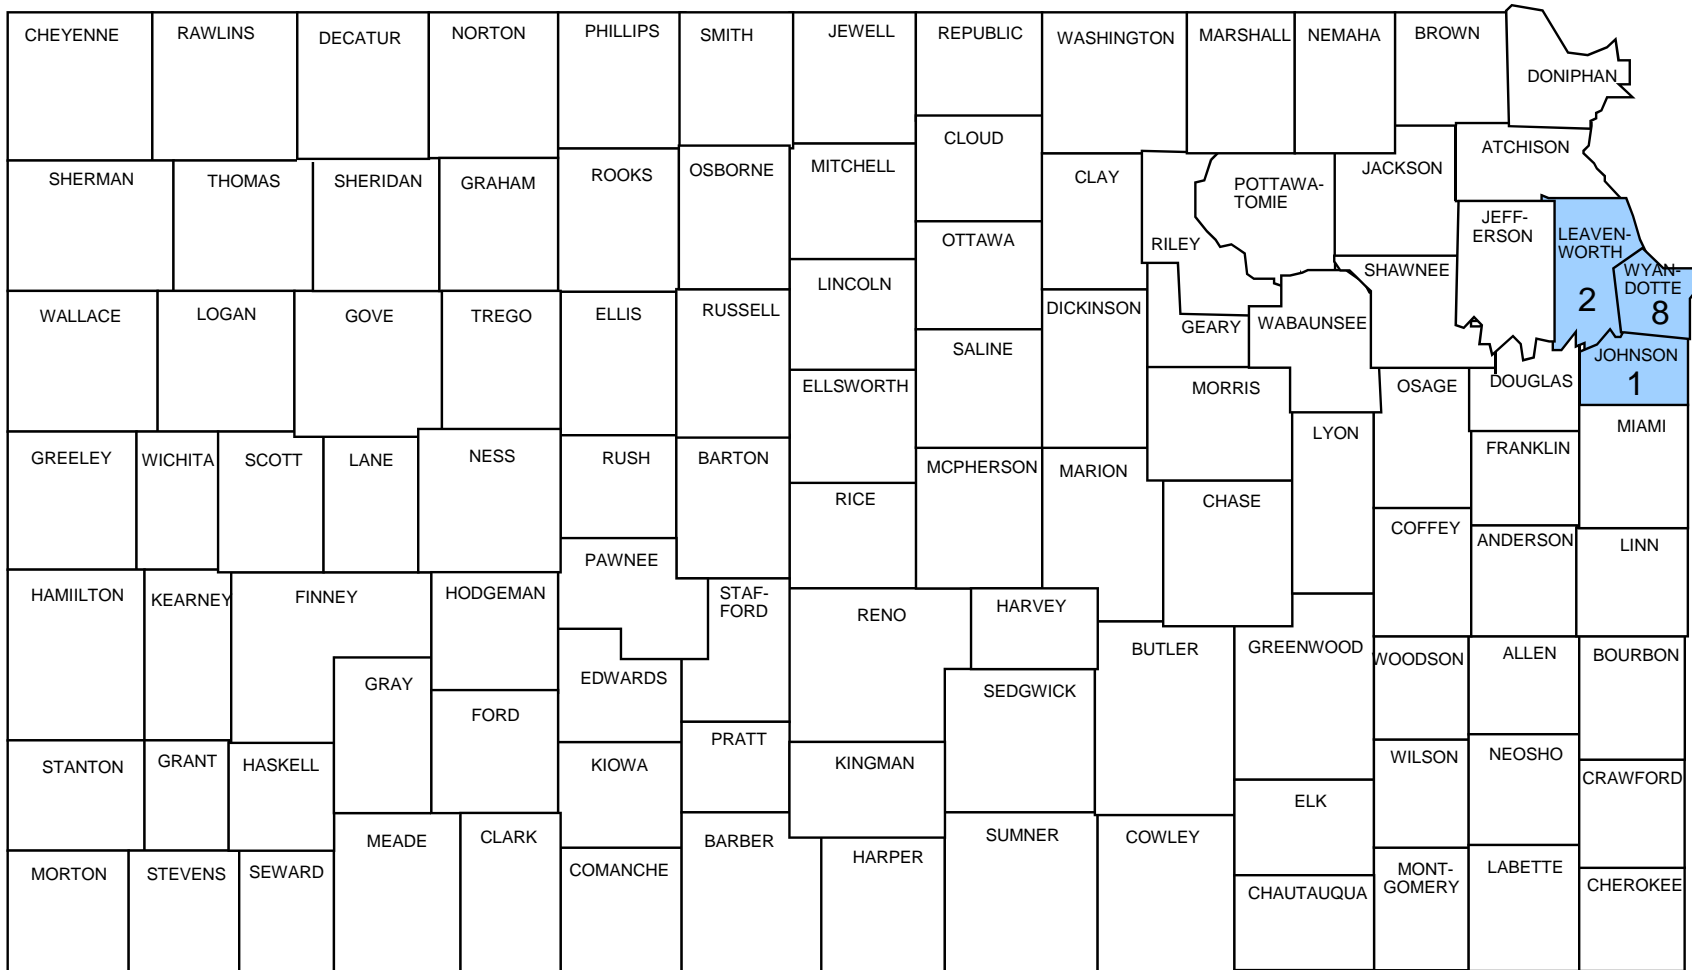 CHEYENNE
RAWLINS
DECATUR
NORTON
PHILLIPS
SMITH
JEWELL
REPUBLIC
WASHINGTON
MARSHALL
NEMAHA
BROWN
DONIPHAN
SHERMAN
THOMAS
SHERIDAN
GRAHAM
ROOKS
OSBORNE
MITCHELL
CLOUD
CLAY
RILEY
POTTAWA-
TOMIE
JACKSON
ATCHISON
JEFF-
ERSON
LEAVEN-
WORTH
2
WYAN-
DOTTE
8
WALLACE
LOGAN
GOVE
TREGO
ELLIS
RUSSELL
LINCOLN
OTTAWA
SALINE
DICKINSON
GEARY
WABAUNSEE
SHAWNEE
DOUGLAS
JOHNSON
1
GREELEY
WICHITA
SCOTT
LANE
NESS
RUSH
BARTON
ELLSWORTH
RICE
MCPHERSON
MARION
MORRIS
CHASE
LYON
OSAGE
COFFEY
FRANKLIN
ANDERSON
MIAMI
LINN
HAMIILTON
KEARNEY
FINNEY
HODGEMAN
PAWNEE
STAF-
FORD
RENO
HARVEY
BUTLER
GREENWOOD
WOODSON
ALLEN
BOURBON
GRAY
FORD
EDWARDS
PRATT
SEDGWICK
STANTON
GRANT
HASKELL
KIOWA
KINGMAN
ELK
WILSON
NEOSHO
CRAWFORD
MORTON
STEVENS
SEWARD
MEADE
CLARK
COMANCHE
BARBER
HARPER
SUMNER
COWLEY
CHAUTAUQUA
MONT-
GOMERY
LABETTE
CHEROKEE